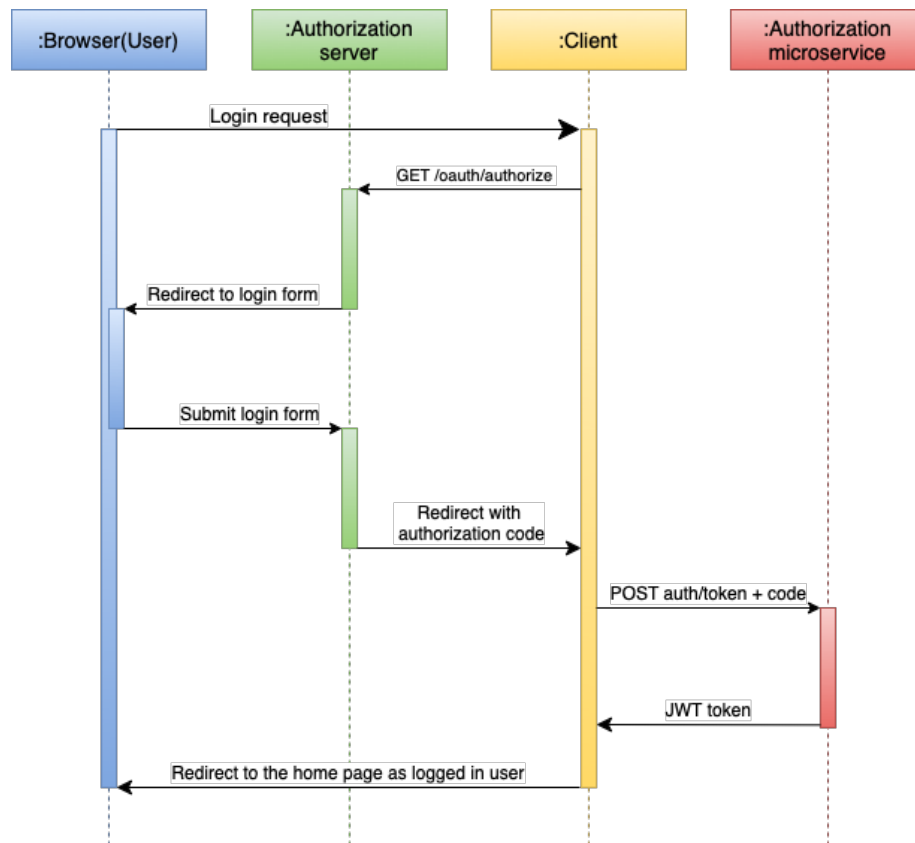 :Browser(User)
:Authorization
server
:Client
:Authorization
microservice
Login request
GET /oauth/authorize
Redirect to login form
Submit login form
Redirect with
authorization code
POST auth/token + code
JWT token
Redirect to the home page as logged in user